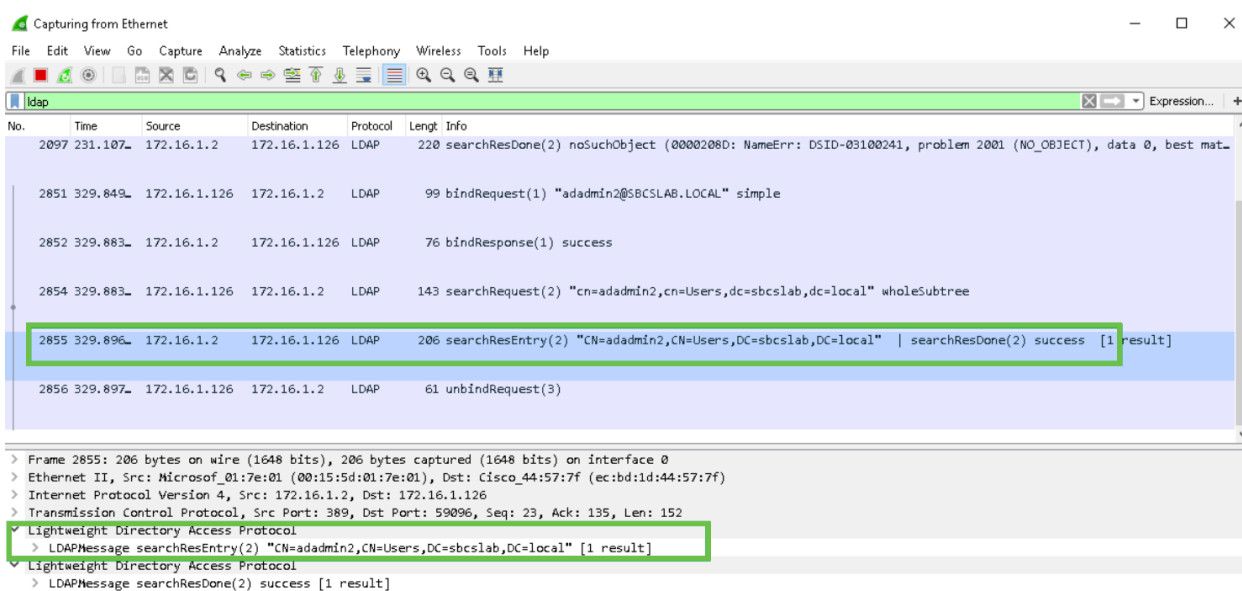 Capturing from Ethernet
File Edit View Go Capture Analyze Statistics Telephony Wireless Tools Help
ldap
Expression... +
No. Time Source Destination Protocol Lengt Info
2097 231.107… 172.16.1.2 172.16.1.126 LDAP 220 searchResDone(2) noSuchObject (0000208D: NameErr: DSID-03100241, problem 2001 (NO_OBJECT), data 0, best mat…
2851 329.849… 172.16.1.126 172.16.1.2 LDAP 99 bindRequest(1) "adadmin2@SBCSLAB.LOCAL" simple
2852 329.883… 172.16.1.2 172.16.1.126 LDAP 76 bindResponse(1) success
2854 329.883… 172.16.1.126 172.16.1.2 LDAP 143 searchRequest(2) "cn=adadmin2,cn=Users,dc=sbcslab,dc=local" wholeSubtree
2855 329.896… 172.16.1.2 172.16.1.126 LDAP 206 searchResEntry(2) "CN=adadmin2,CN=Users,DC=sbcslab,DC=local" | searchResDone(2) success [1 result]
2856 329.897… 172.16.1.126 172.16.1.2 LDAP 61 unbindRequest(3)
> Frame 2855: 206 bytes on wire (1648 bits), 206 bytes captured (1648 bits) on interface 0
> Ethernet II, Src: Microsof_01:7e:01 (00:15:5d:01:7e:01), Dst: Cisco_44:57:7f (ec:bd:1d:44:57:7f)
> Internet Protocol Version 4, Src: 172.16.1.2, Dst: 172.16.1.126
> Transmission Control Protocol, Src Port: 389, Dst Port: 59096, Seq: 23, Ack: 135, Len: 152
Lightweight Directory Access Protocol
> LDAPMessage searchResEntry(2) "CN=adadmin2,CN=Users,DC=sbcslab,DC=local" [1 result]
Lightweight Directory Access Protocol
> LDAPMessage searchResDone(2) success [1 result]